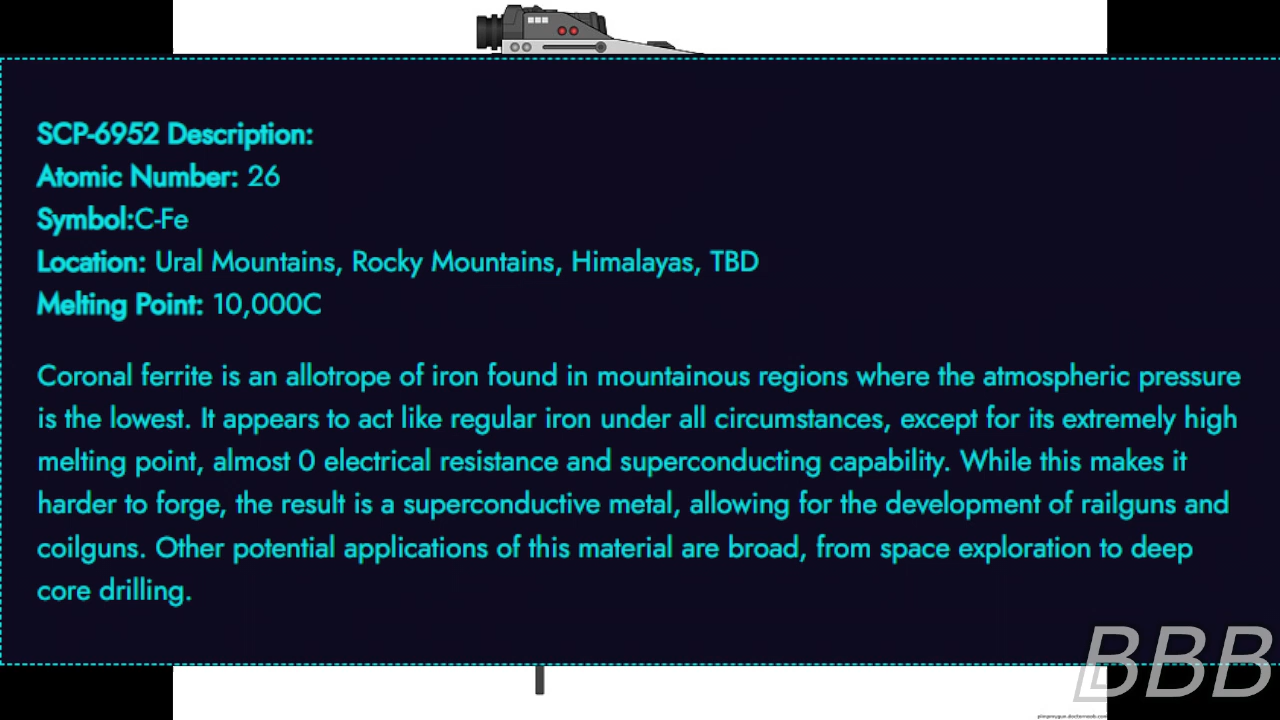 SCP-6952 Description:
Atomic Number: 26
Symbol:C-Fe
Location: Ural Mountains, Rocky Mountains, Himalayas, TBD
Melting Point: 10,000C
Coronal ferrite is an allotrope of iron found in mountainous regions where the atmospheric pressure
is the lowest. It appears to act like regular iron under all circumstances, except for its extremely high
melting point, almost 0 electrical resistance and superconducting capability. While this makes it
harder to forge, the result is a superconductive metal, allowing for the development of railguns and
coilguns. Other potential applications of this material are broad, from space exploration to deep
core drilling.
BBB